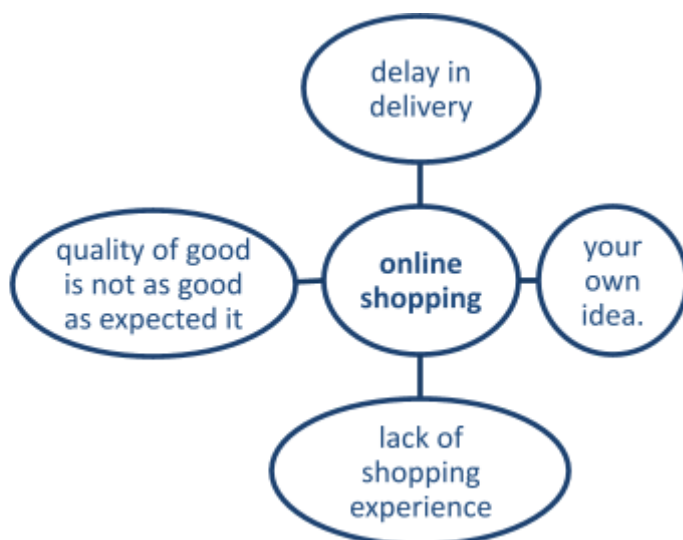 delay in
delivery
quality of good
is not as good
as expected it
online
shopping
your
own
idea.
lack of
shopping
experience